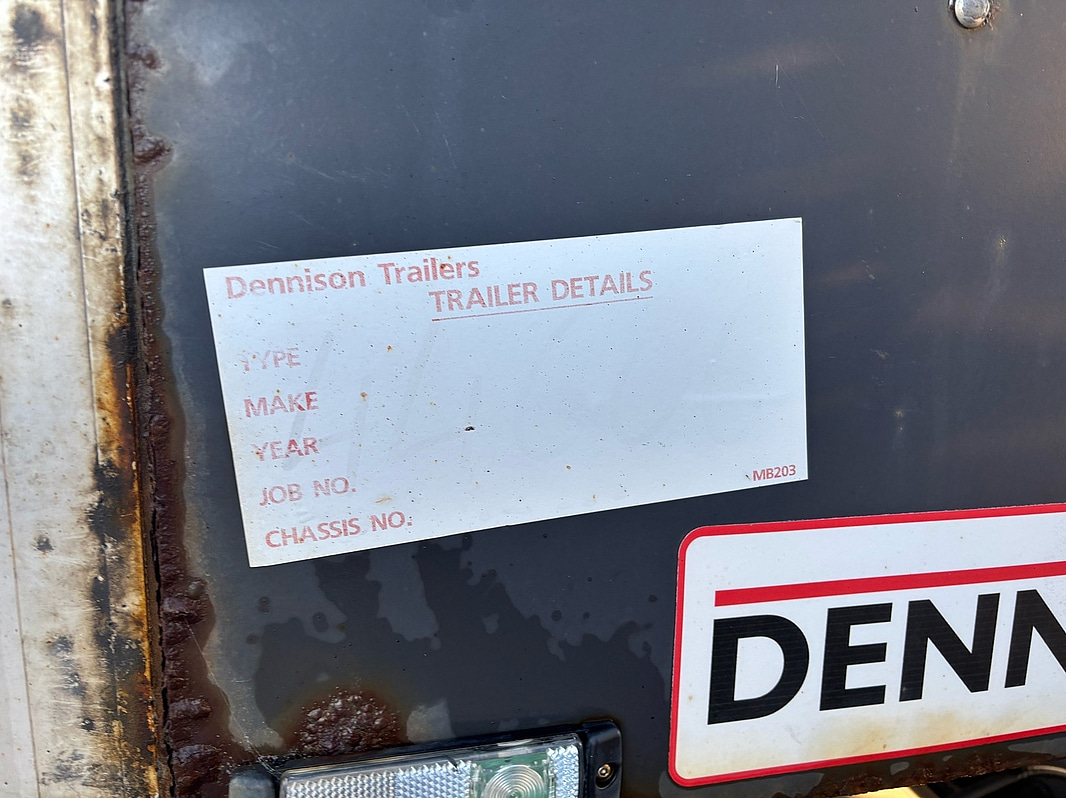 Dennison Trailers
TRAILER DETAILS
TYPE
MAKE
YEAR
JOB NO.
CHASSIS NO.
MB203
DENN